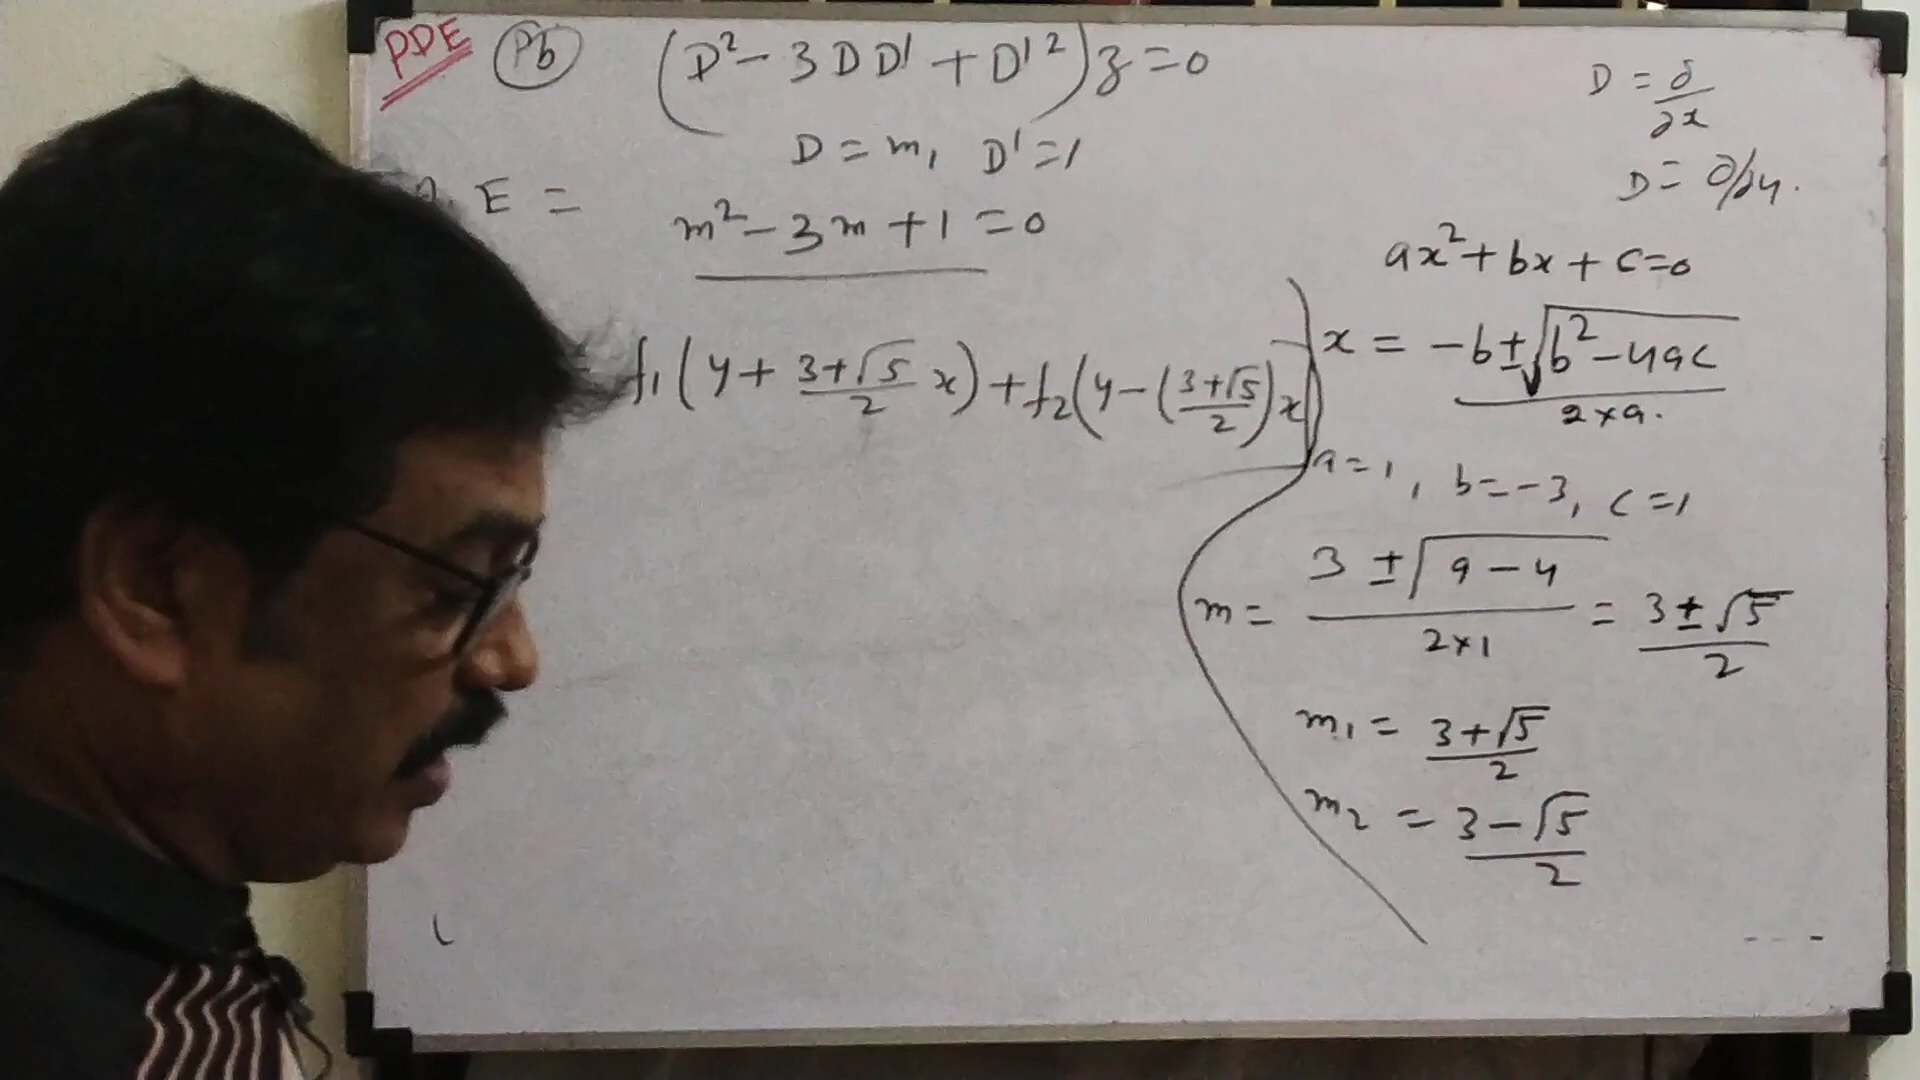 PDE Pb (D² - 3DD' + D'²)z = 0
D = m, D' = 1
E =
m² - 3m + 1 = 0
f₁(y + (3+√5)/2 x) + f₂(y - ((3+√5)/2)x)
D = ∂/∂x
D = ∂/∂y.
ax² + bx + c = 0
x = (-b ± √(b² - 4ac))/(2×a).
a = 1, b = -3, c = 1
m = (3 ± √(9 - 4))/(2×1) = (3 ± √5)/2
m₁ = (3+√5)/2
m₂ = (3-√5)/2